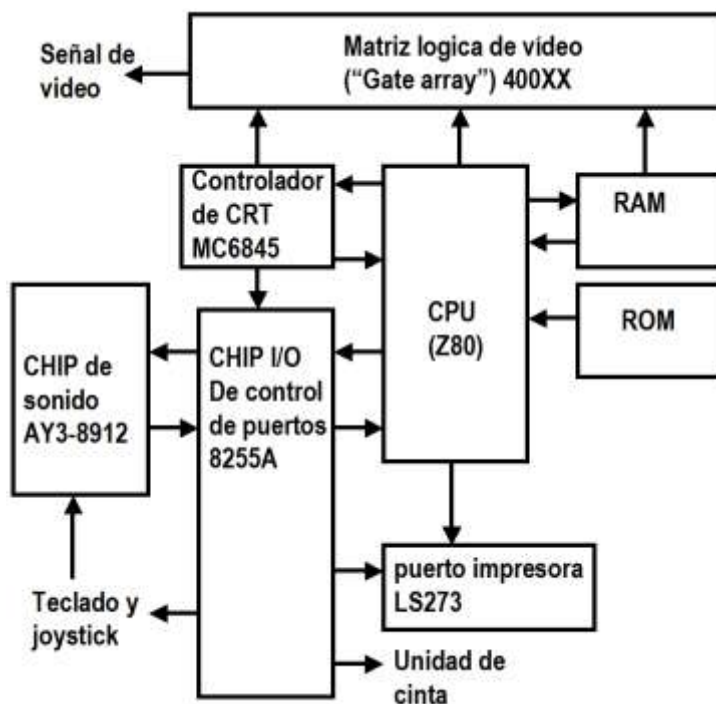 Matriz logica de vídeo
(“Gate array”) 400XX
Señal de
video
Controlador
de CRT
MC6845
RAM
CPU
(Z80)
ROM
CHIP de
sonido
AY3-8912
CHIP I/O
De control
de puertos
8255A
puerto impresora
LS273
Teclado y
joystick
Unidad de
cinta